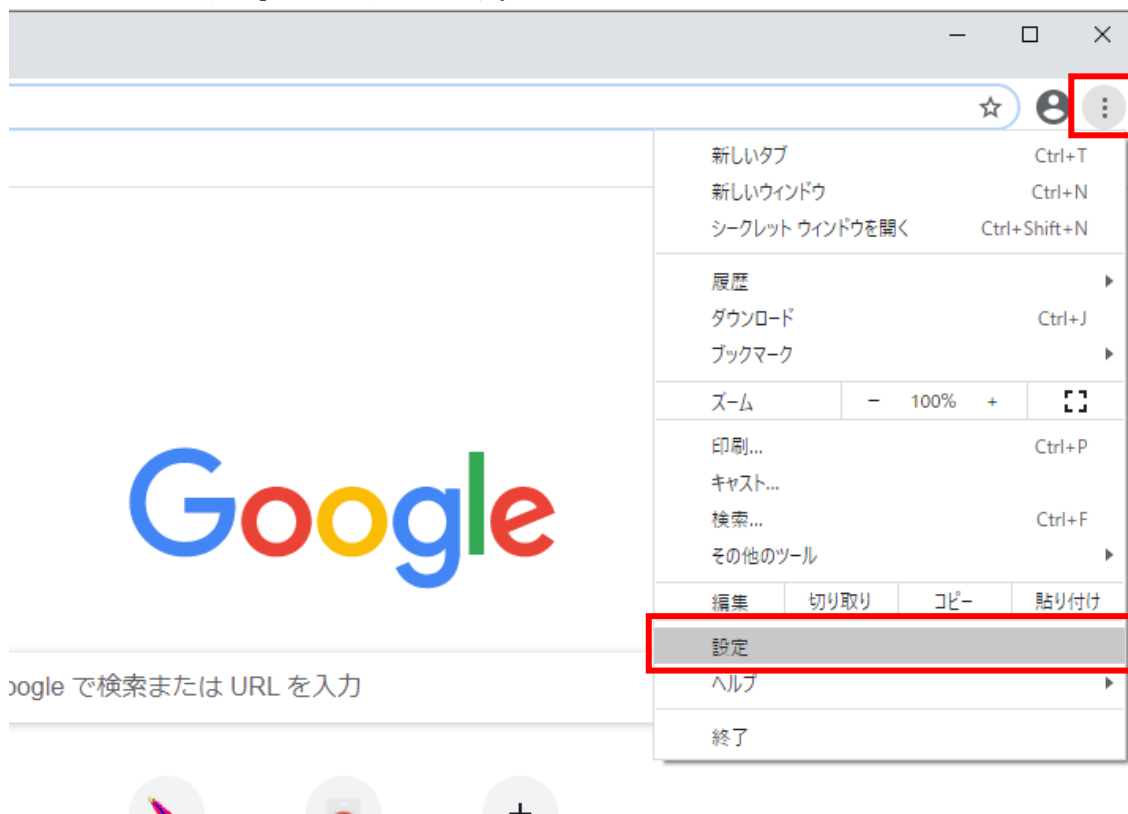 新しいタブ Ctrl+T
新しいウィンドウ Ctrl+N
シークレット ウィンドウを開く Ctrl+Shift+N
履歴
ダウンロード Ctrl+J
ブックマーク
ズーム − 100% +
印刷... Ctrl+P
キャスト...
検索... Ctrl+F
その他のツール
編集 切り取り コピー 貼り付け
設定
ヘルプ
終了
Google
oogle で検索または URL を入力